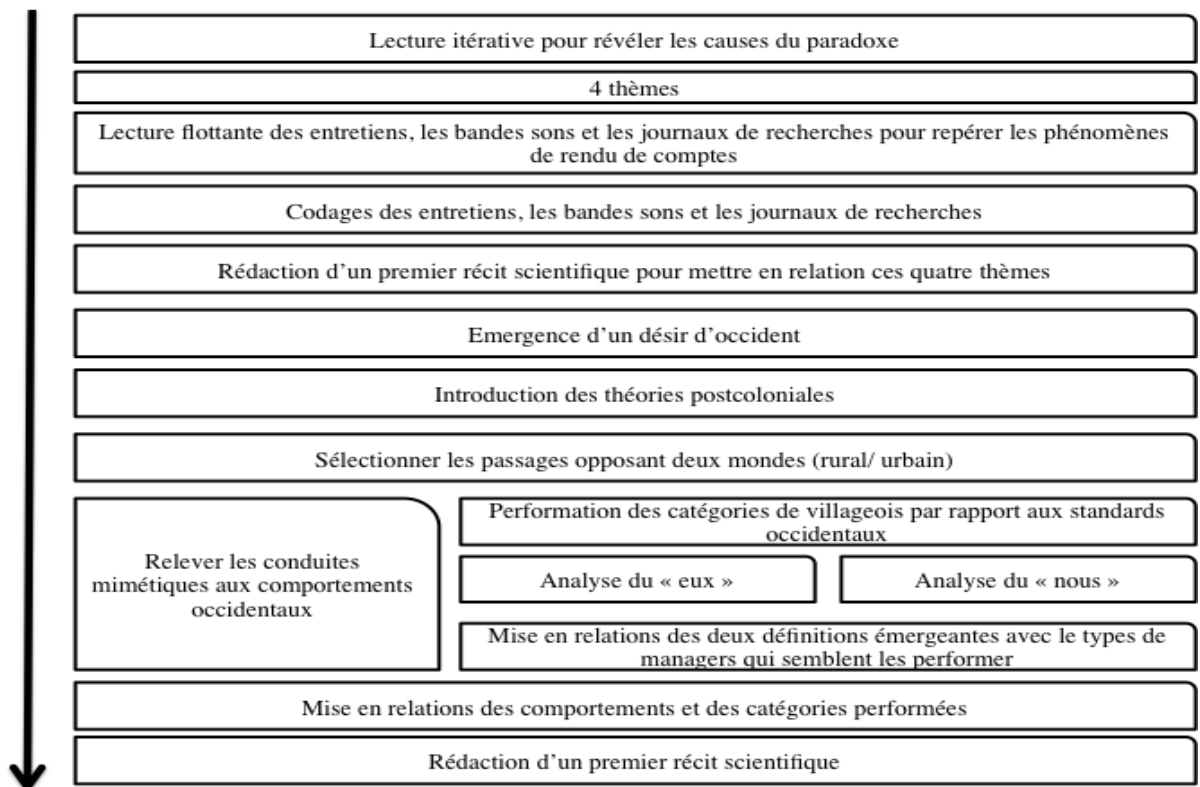 Lecture itérative pour révéler les causes du paradoxe
4 thèmes
Lecture flottante des entretiens, les bandes sons et les journaux de recherches pour repérer les phénomènes
de rendu de comptes
Codages des entretiens, les bandes sons et les journaux de recherches
Rédaction d’un premier récit scientifique pour mettre en relation ces quatre thèmes
Emergence d’un désir d’occident
Introduction des théories postcoloniales
Sélectionner les passages opposant deux mondes (rural/ urbain)
Relever les conduites
mimétiques aux comportements
occidentaux
Performation des catégories de villageois par rapport aux standards
occidentaux
Analyse du « eux »
Analyse du « nous »
Mise en relations des deux définitions émergeantes avec le types de
managers qui semblent les performer
Mise en relations des comportements et des catégories performées
Rédaction d’un premier récit scientifique